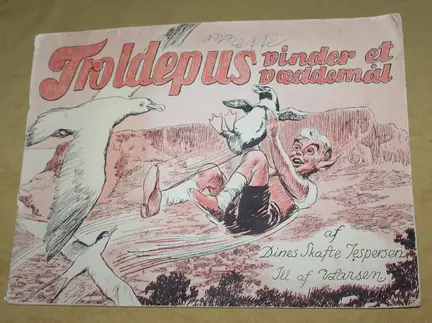 Troldepus vinder et
væddemål
af
Dines Skafte Jespersen
Ill af V Larsen